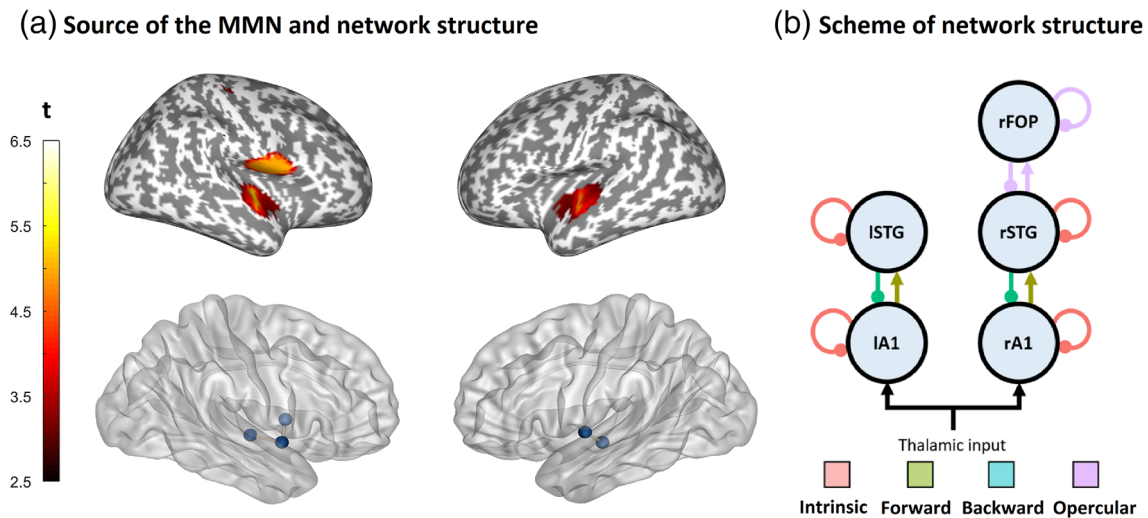 (a) Source of the MMN and network structure
t
6.5
5.5
4.5
3.5
2.5
(b) Scheme of network structure
rFOP
lSTG
rSTG
lA1
rA1
Thalamic input
Intrinsic
Forward
Backward
Opercular